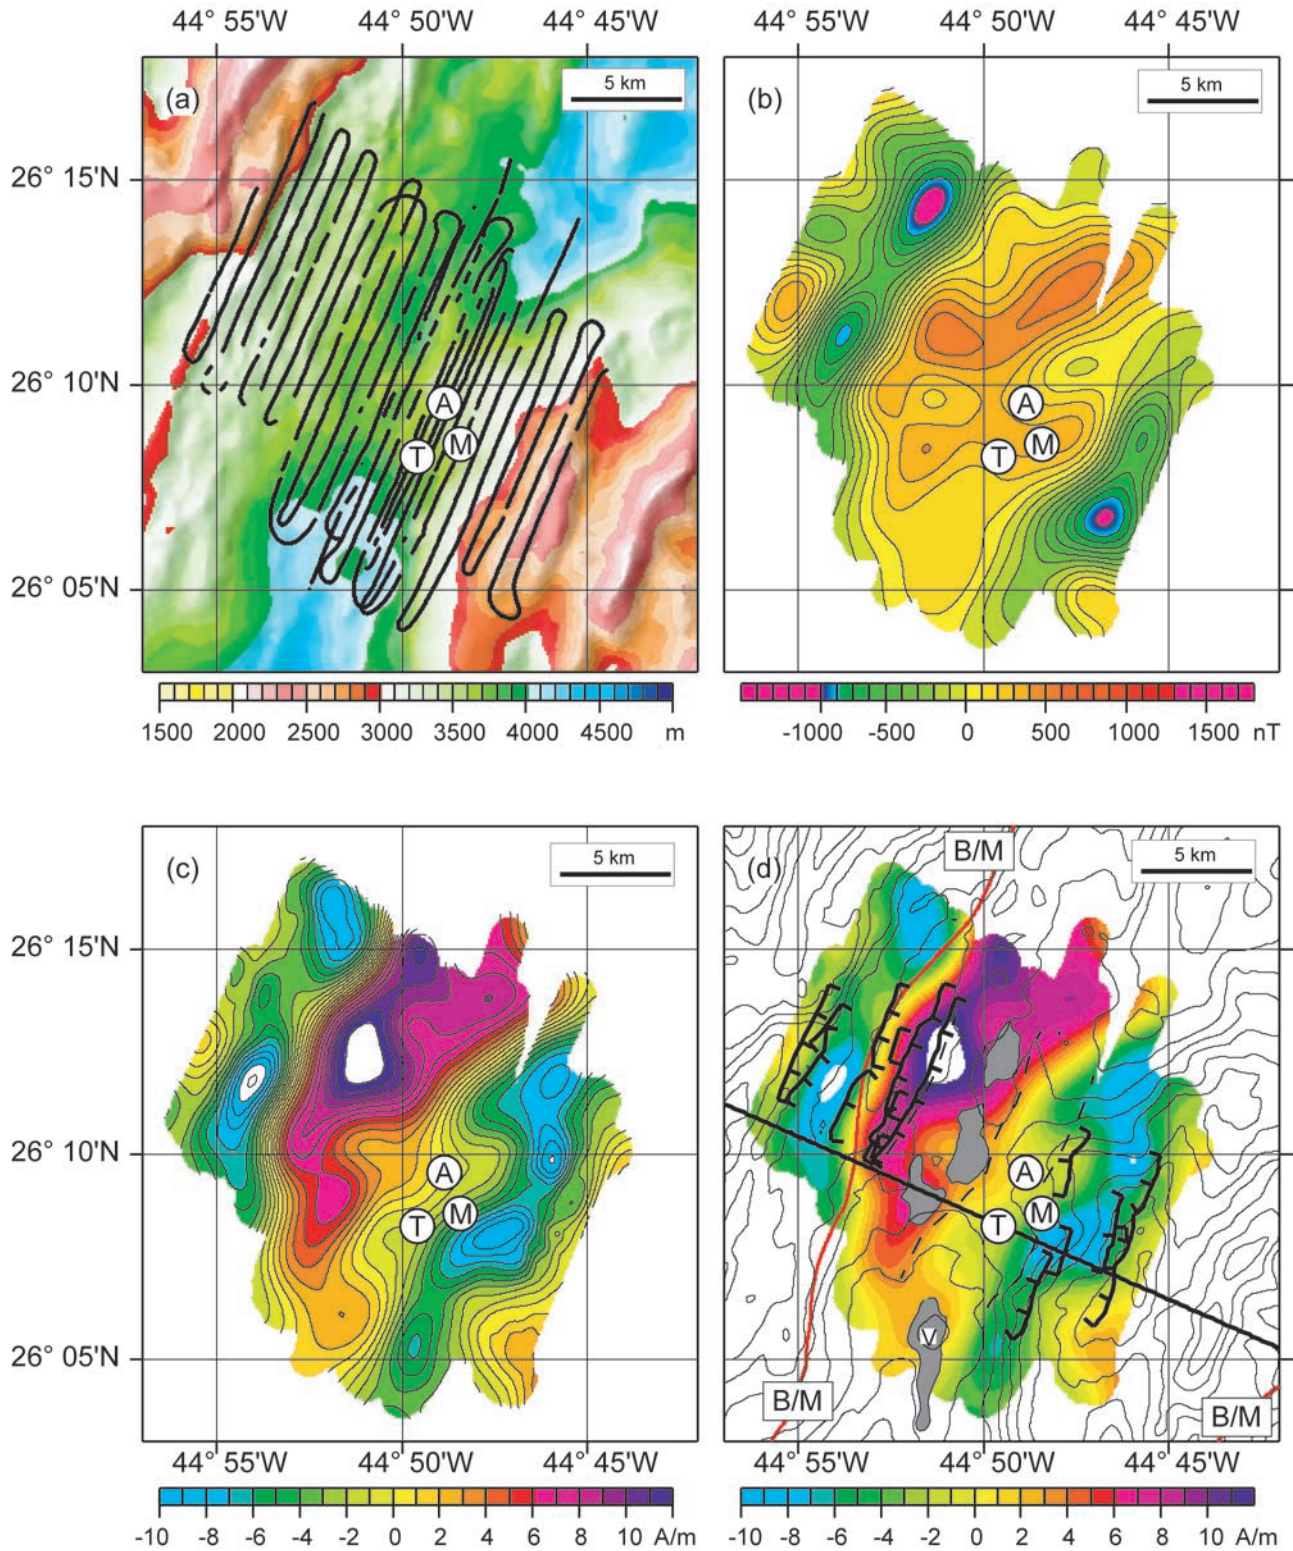 44° 55'W 44° 50'W 44° 45'W 44° 55'W 44° 50'W 44° 45'W
(a) 5 km (b) 5 km
26° 15'N
26° 10'N
A A
M M
T T
26° 05'N
1500 2000 2500 3000 3500 4000 4500 m -1000 -500 0 500 1000 1500 nT
(c) 5 km (d) B/M 5 km
26° 15'N
26° 10'N
A A
M M
T T
26° 05'N V
B/M B/M
44° 55'W 44° 50'W 44° 45'W 44° 55'W 44° 50'W 44° 45'W
-10 -8 -6 -4 -2 0 2 4 6 8 10 A/m -10 -8 -6 -4 -2 0 2 4 6 8 10 A/m